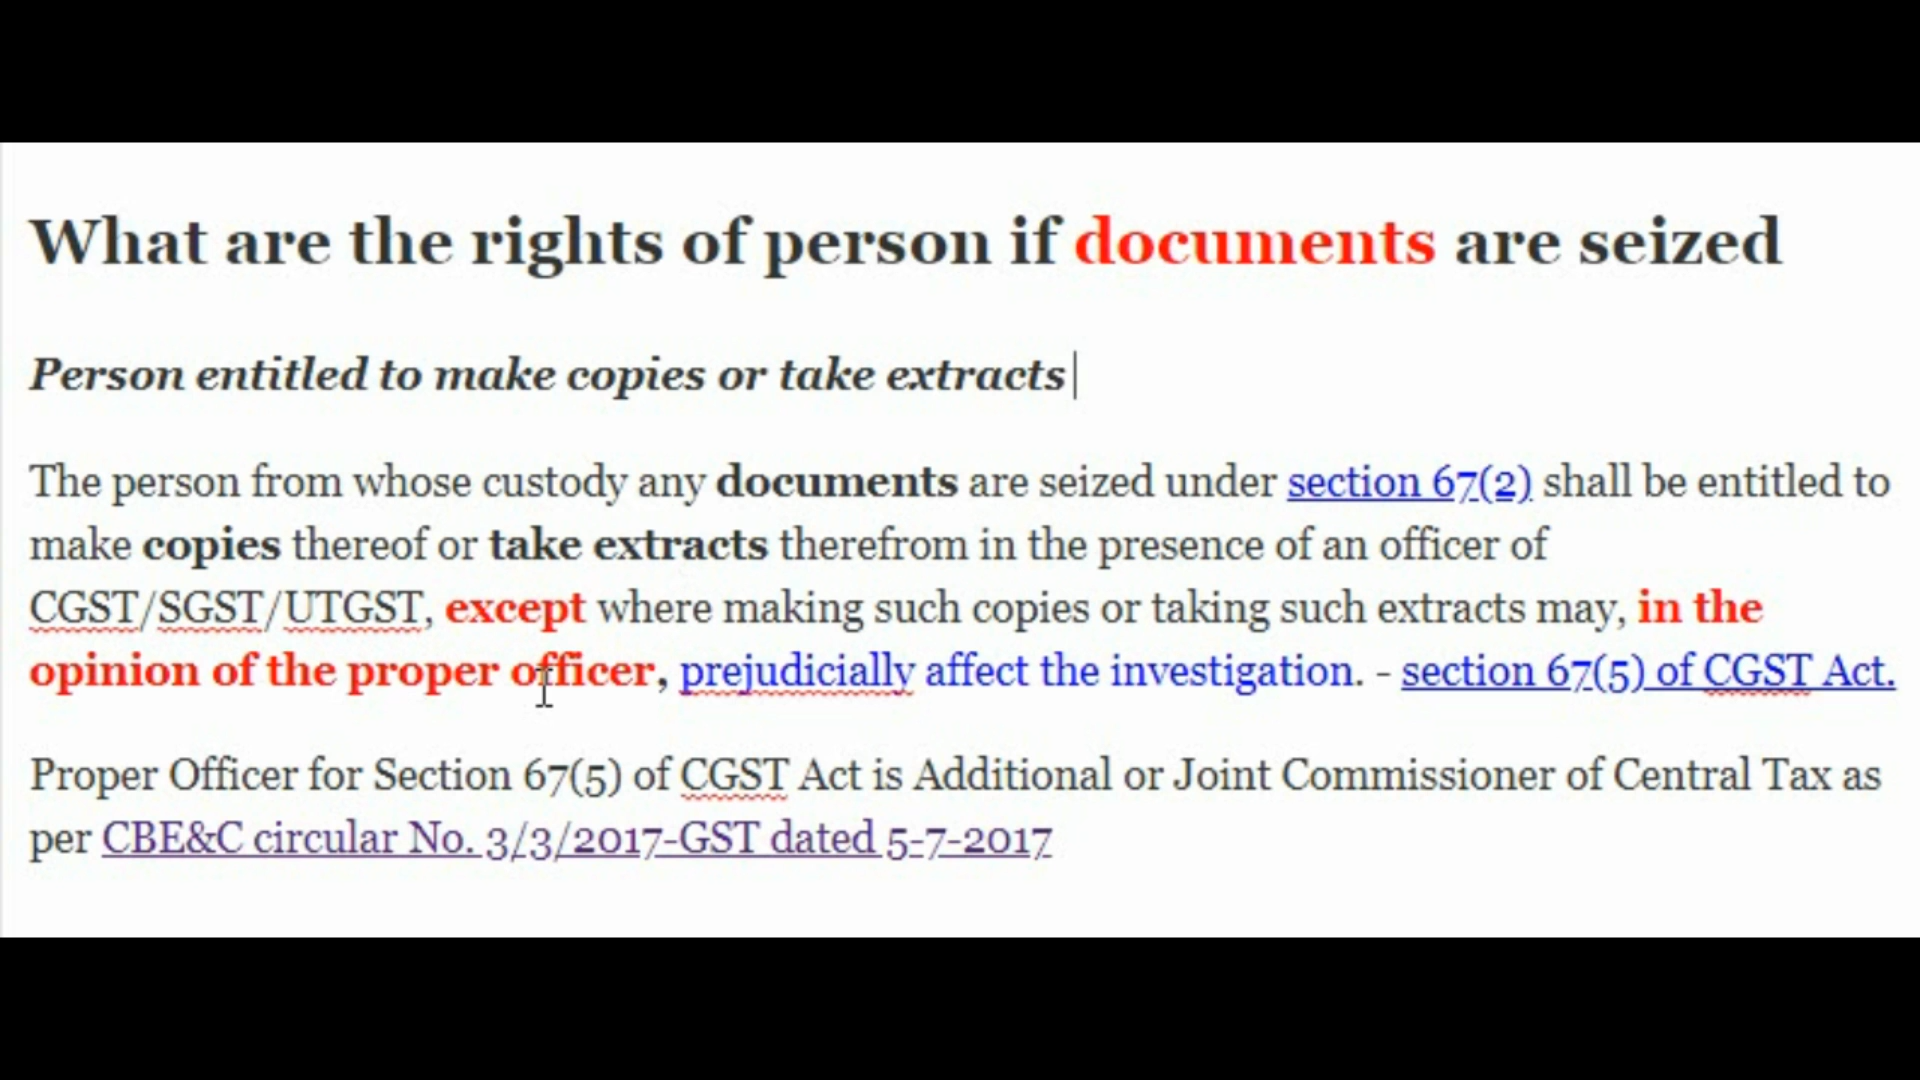 What are the rights of person if documents are seized
Person entitled to make copies or take extracts
The person from whose custody any documents are seized under section 67(2) shall be entitled to
make copies thereof or take extracts therefrom in the presence of an officer of
CGST/SGST/UTGST, except where making such copies or taking such extracts may, in the
opinion of the proper officer, prejudicially affect the investigation. - section 67(5) of CGST Act.
Proper Officer for Section 67(5) of CGST Act is Additional or Joint Commissioner of Central Tax as
per CBE&C circular No. 3/3/2017-GST dated 5-7-2017